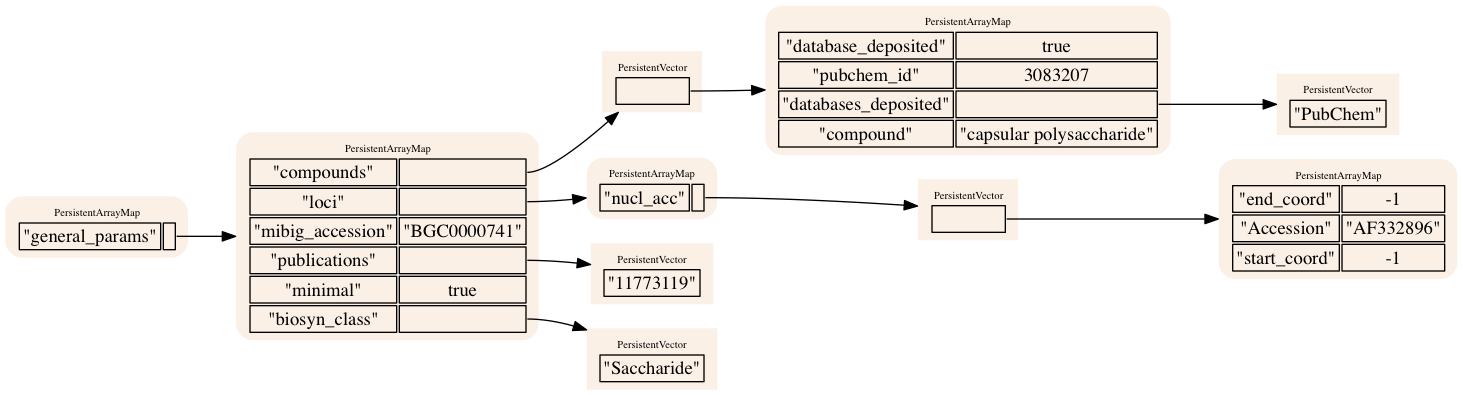 PersistentArrayMap
"general_params"
PersistentArrayMap
"compounds"
"loci"
"mibig_accession" "BGC0000741"
"publications"
"minimal" true
"biosyn_class"
PersistentVector
PersistentArrayMap
"database_deposited" true
"pubchem_id" 3083207
"databases_deposited"
"compound" "capsular polysaccharide"
PersistentVector
"PubChem"
PersistentArrayMap
"nucl_acc"
PersistentVector
PersistentArrayMap
"end_coord" -1
"Accession" "AF332896"
"start_coord" -1
PersistentVector
"11773119"
PersistentVector
"Saccharide"